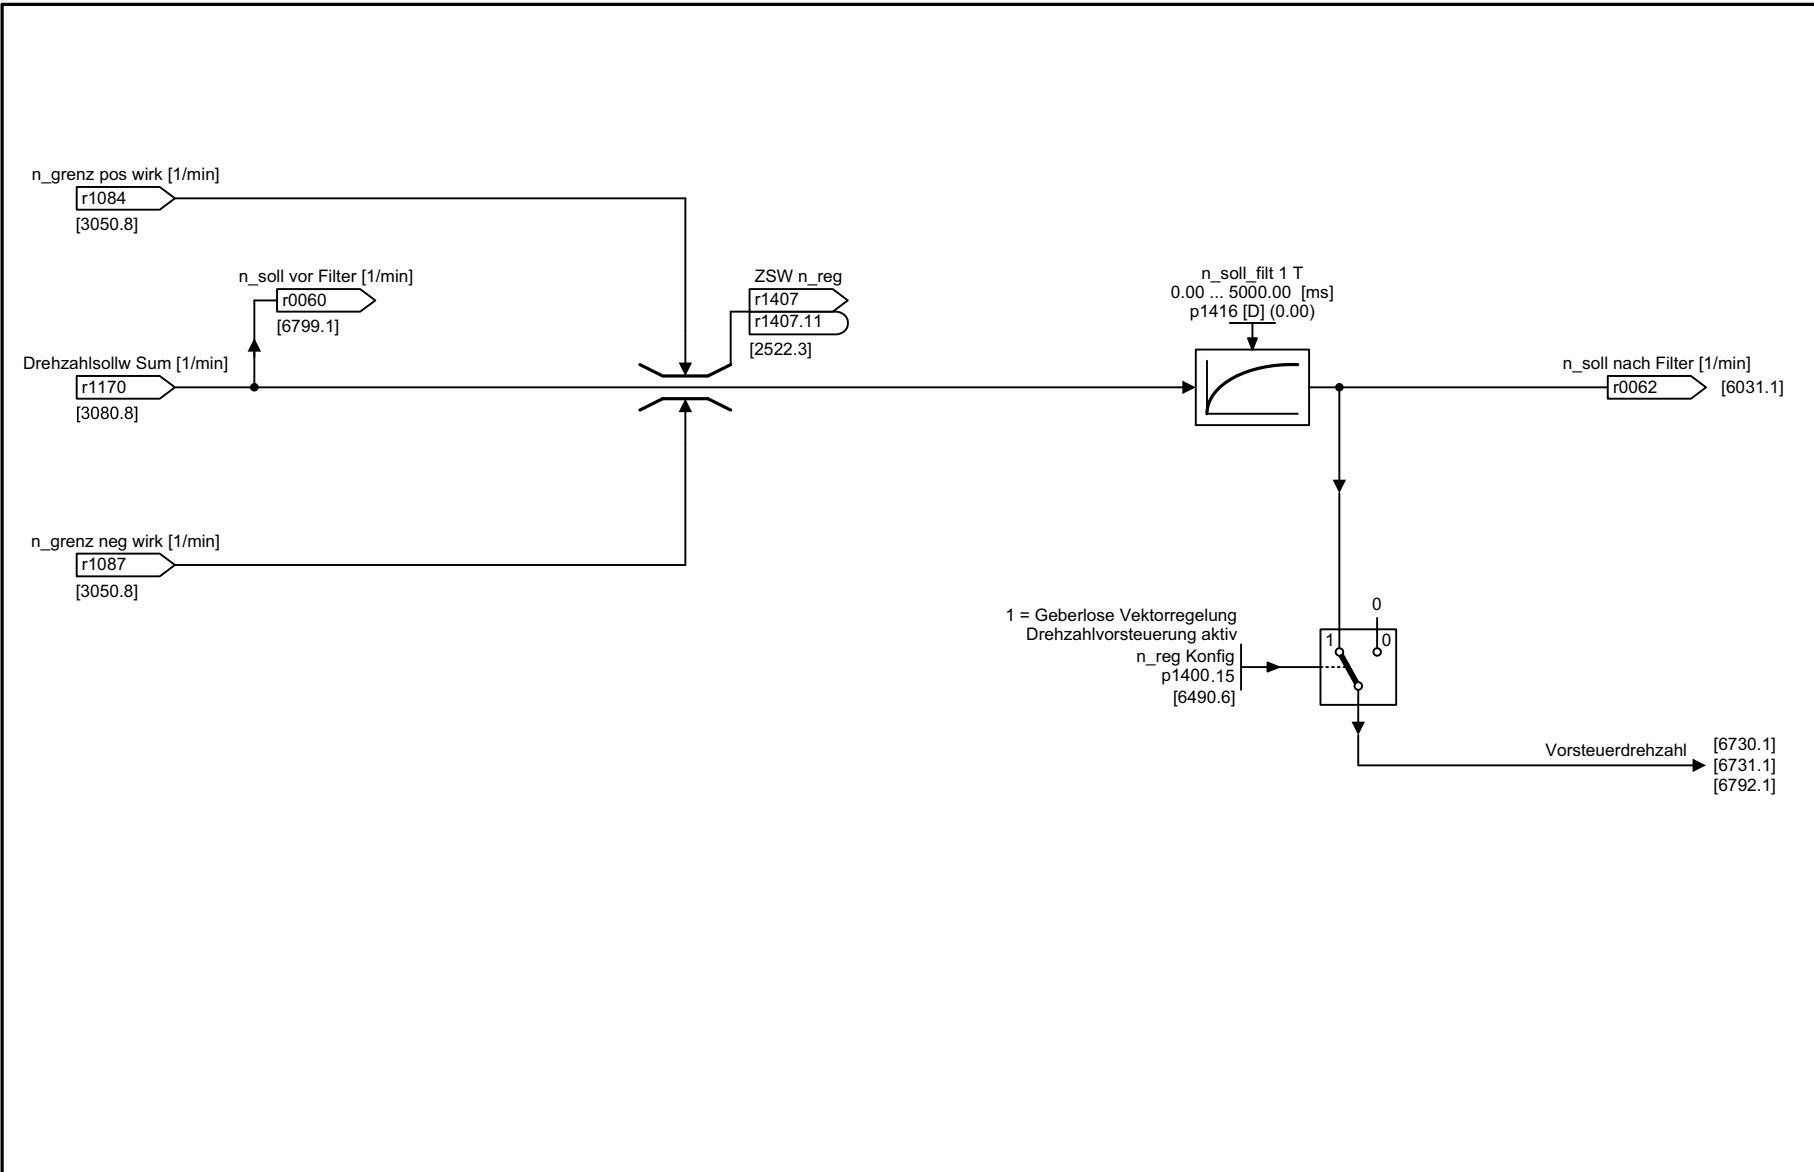 n_grenz pos wirk [1/min]
r1084
[3050.8]
n_soll vor Filter [1/min]
r0060
[6799.1]
Drehzahlsollw Sum [1/min]
r1170
[3080.8]
n_grenz neg wirk [1/min]
r1087
[3050.8]
ZSW n_reg
r1407
r1407.11
[2522.3]
n_soll_filt 1 T
0.00 ... 5000.00 [ms]
p1416 [D] (0.00)
n_soll nach Filter [1/min]
r0062
[6031.1]
1 = Geberlose Vektorregelung
Drehzahlvorsteuerung aktiv
n_reg Konfig
p1400.15
[6490.6]
0
1
0
Vorsteuerdrehzahl
[6730.1]
[6731.1]
[6792.1]